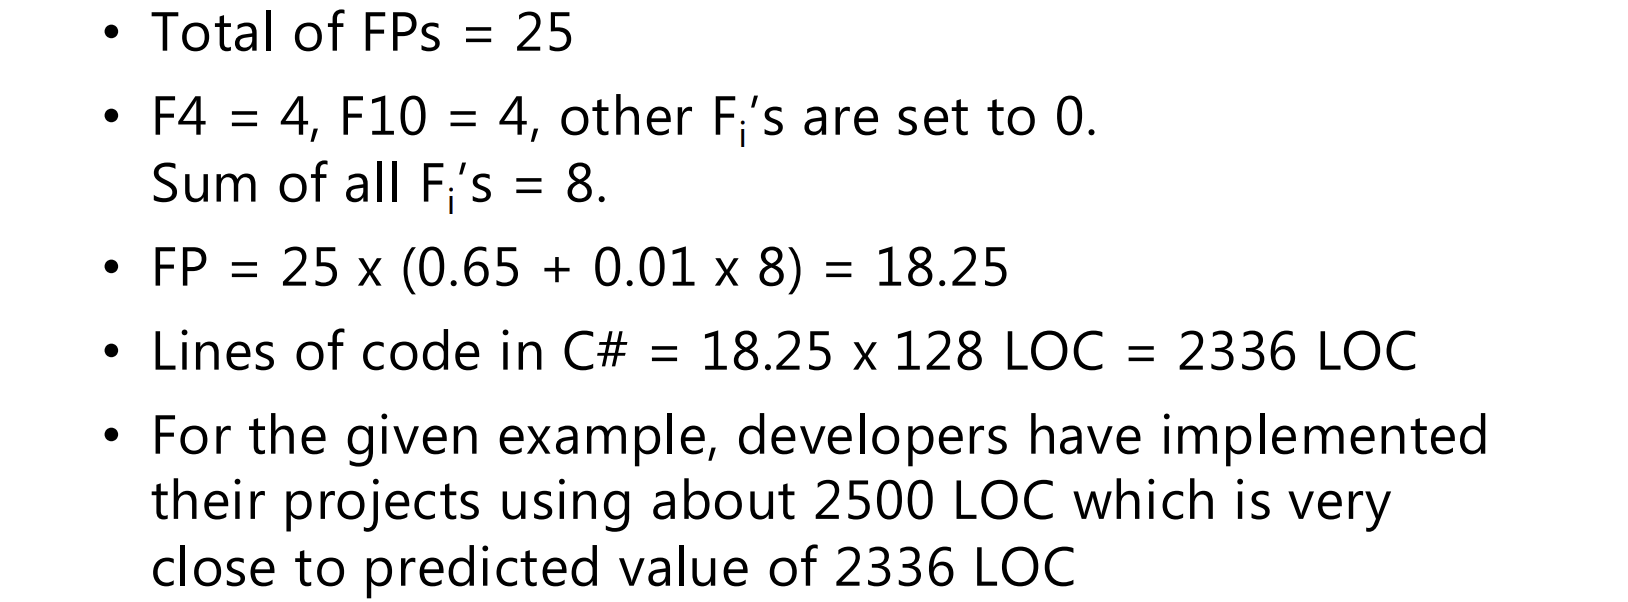 • Total of FPs = 25
• F4 = 4, F10 = 4, other Fi’s are set to 0.
Sum of all Fi’s = 8.
• FP = 25 x (0.65 + 0.01 x 8) = 18.25
• Lines of code in C# = 18.25 x 128 LOC = 2336 LOC
• For the given example, developers have implemented
their projects using about 2500 LOC which is very
close to predicted value of 2336 LOC